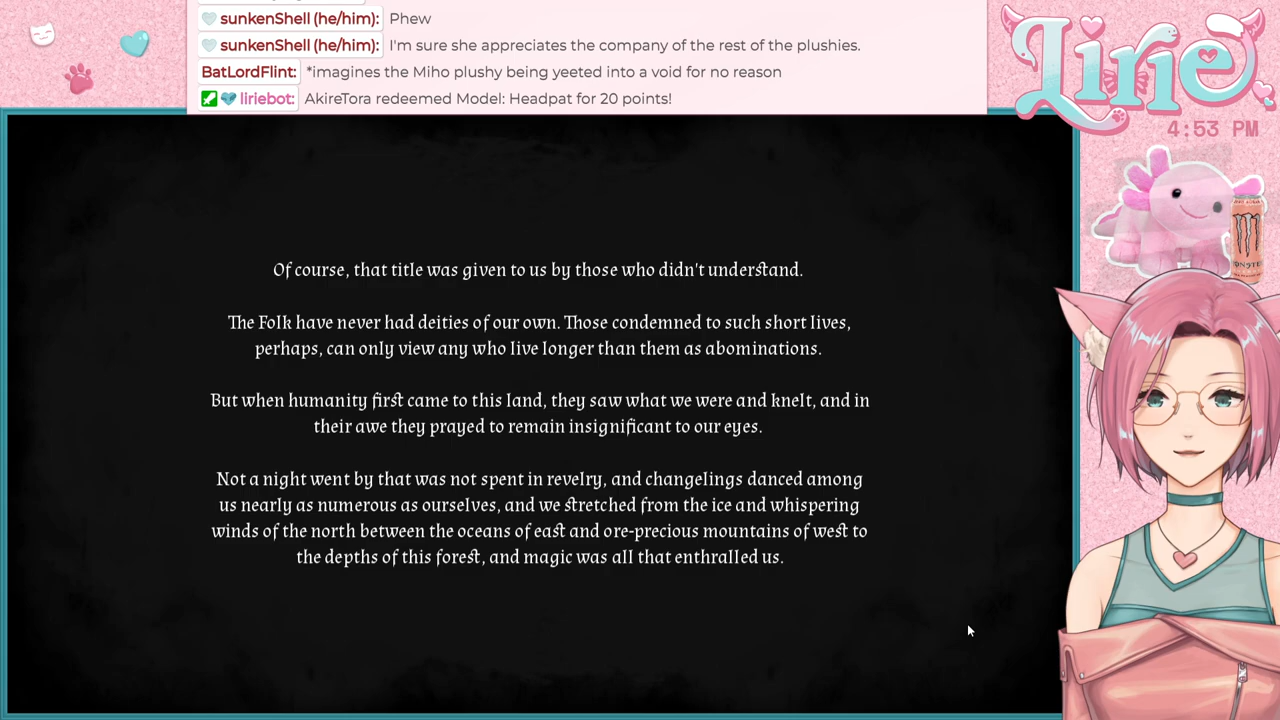 sunkenShell (he/him): Phew
sunkenShell (he/him): I'm sure she appreciates the company of the rest of the plushies.
BatLordFlint: *imagines the Miho plushy being yeeted into a void for no reason
liriebot: AkireTora redeemed Model: Headpat for 20 points!
Lirie
4:53 PM
MONSTER
Of course, that title was given to us by those who didn't understand.
The Folk have never had deities of our own. Those condemned to such short lives,
perhaps, can only view any who live longer than them as abominations.
But when humanity first came to this land, they saw what we were and knelt, and in
their awe they prayed to remain insignificant to our eyes.
Not a night went by that was not spent in revelry, and changelings danced among
us nearly as numerous as ourselves, and we stretched from the ice and whispering
winds of the north between the oceans of east and ore-precious mountains of west to
the depths of this forest, and magic was all that enthralled us.